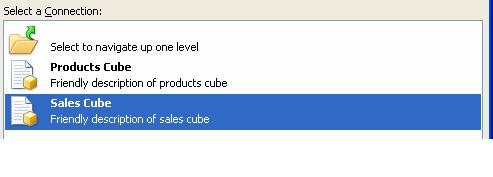 Select a Connection:
Select to navigate up one level
Products Cube
Friendly description of products cube
Sales Cube
Friendly description of sales cube